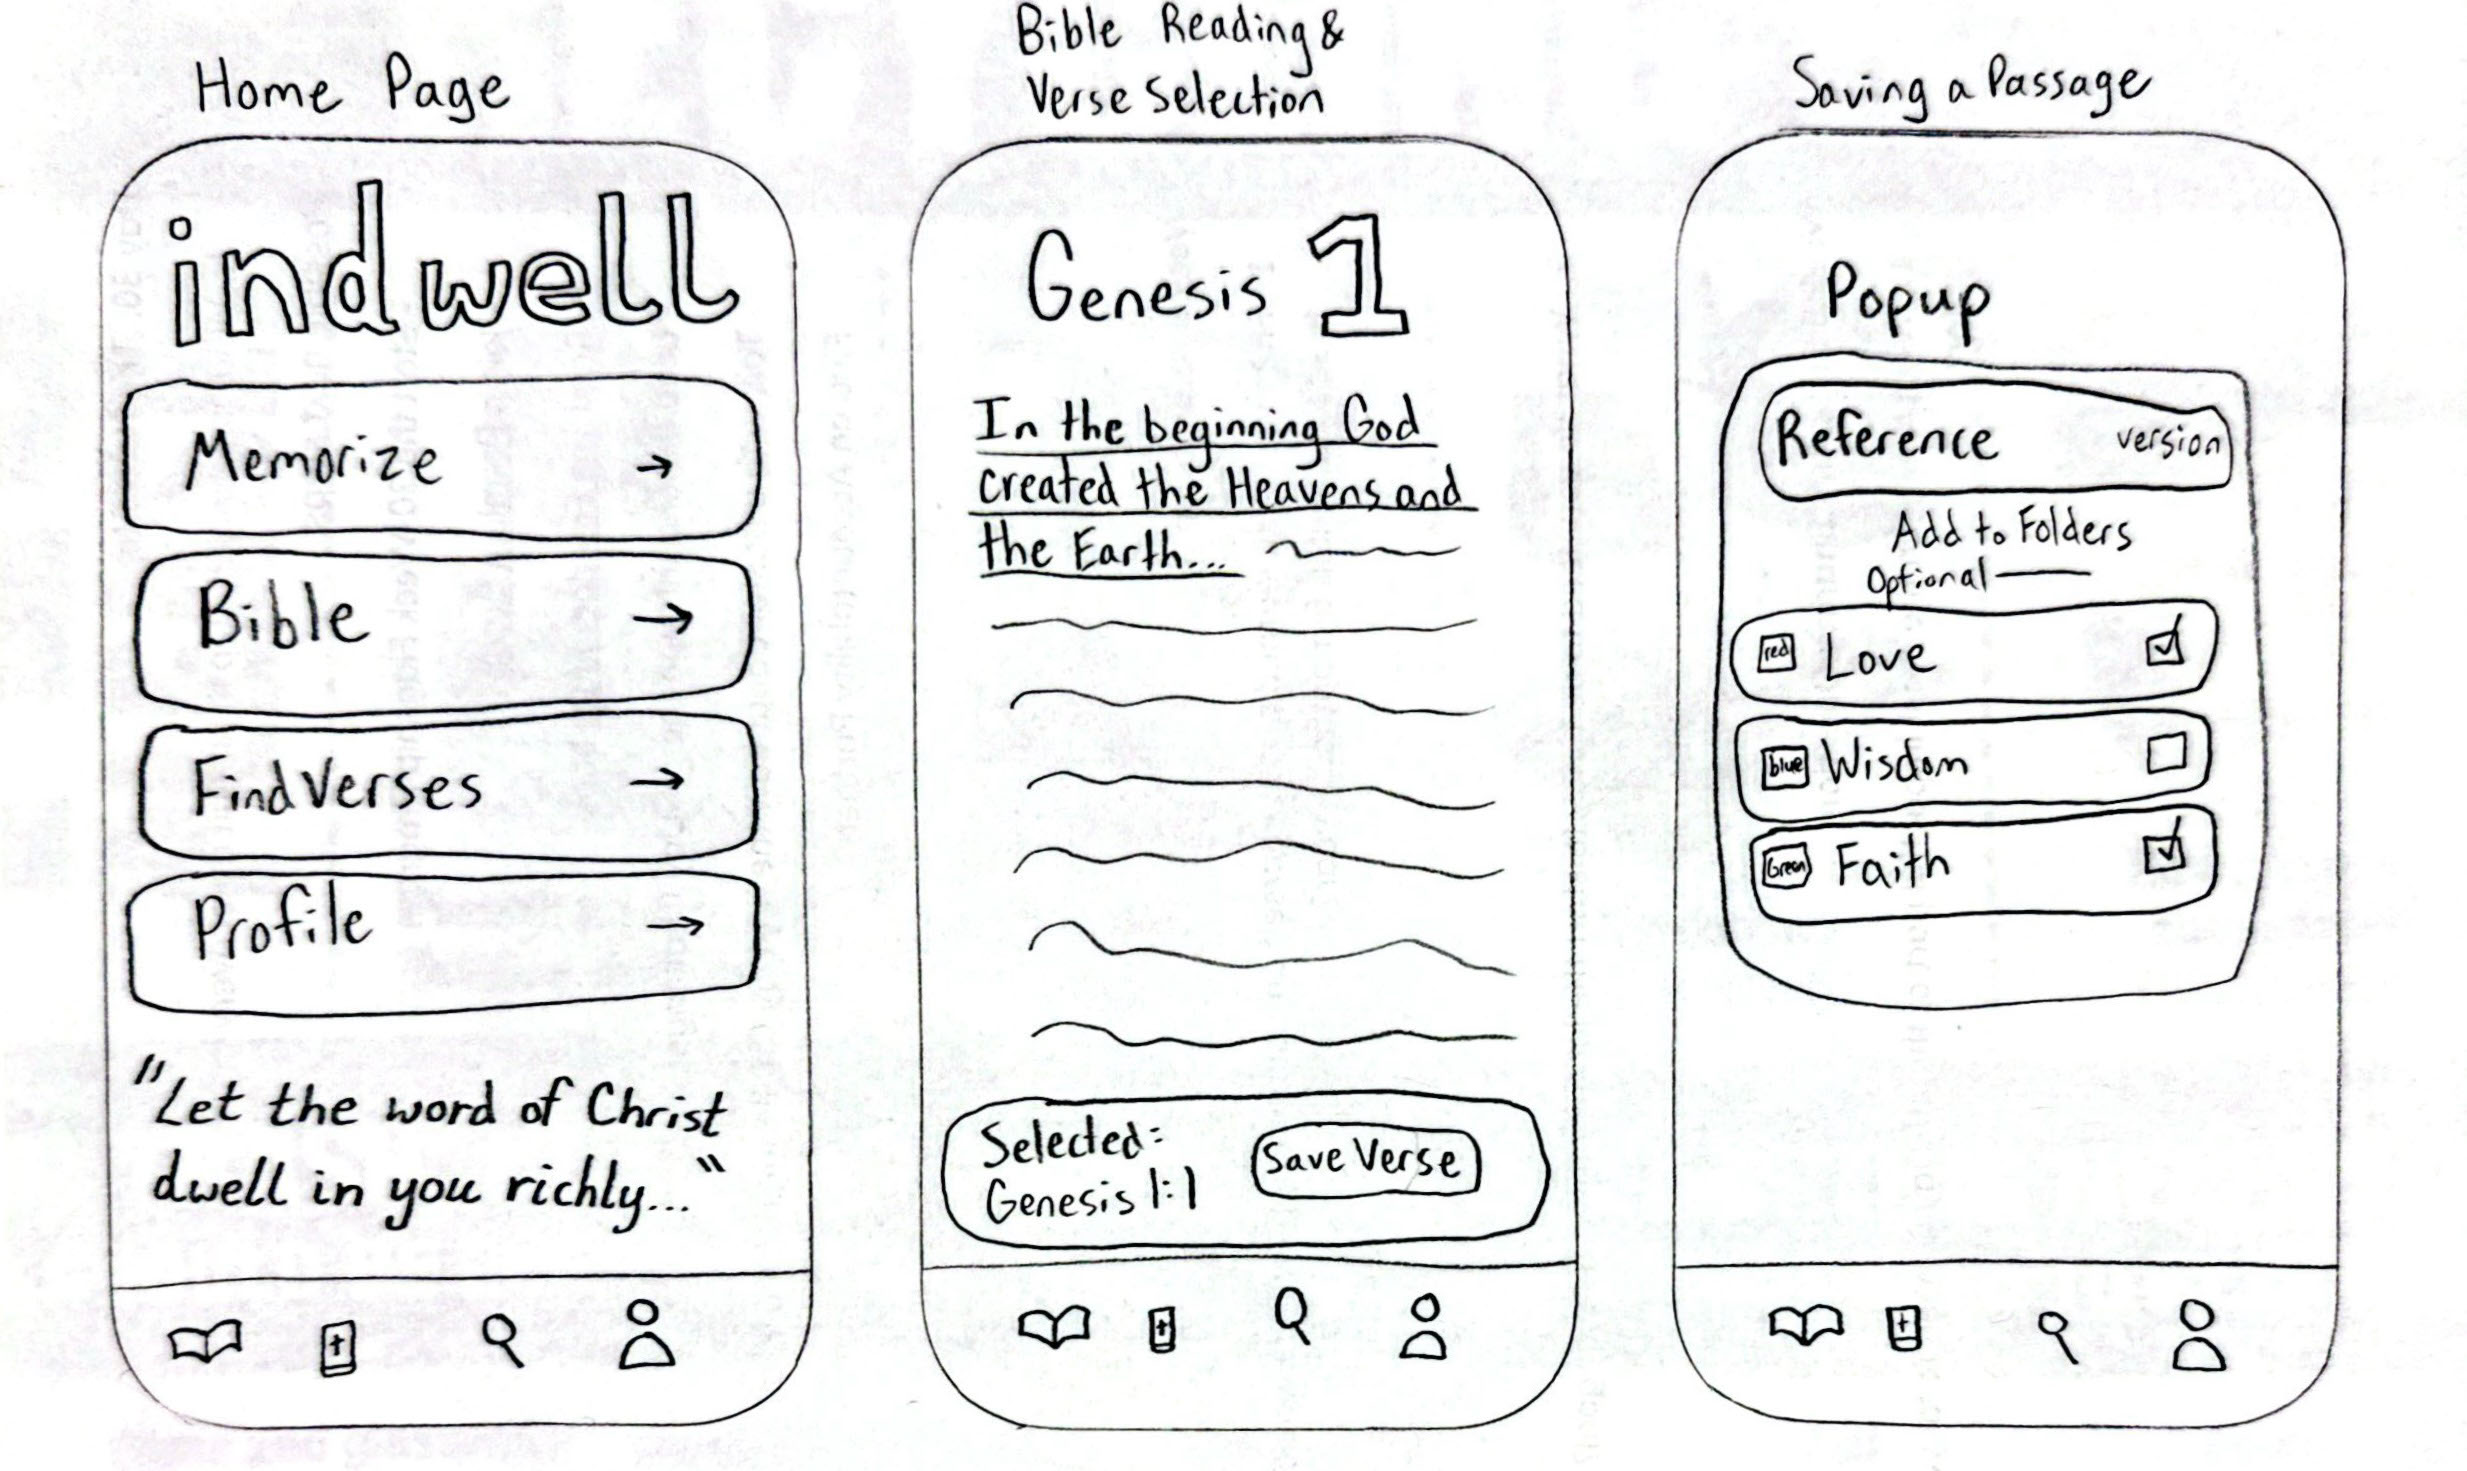 Home Page
indwell
Memorize
Bible
Find Verses
Profile
"Let the word of Christ
dwell in you richly..."
Bible Reading &
Verse Selection
Genesis 1
In the beginning God
created the Heavens and
the Earth...
Selected:
Genesis 1:1
Save Verse
Saving a Passage
Popup
Reference version
Add to Folders
Optional
red Love
blue Wisdom
Green Faith